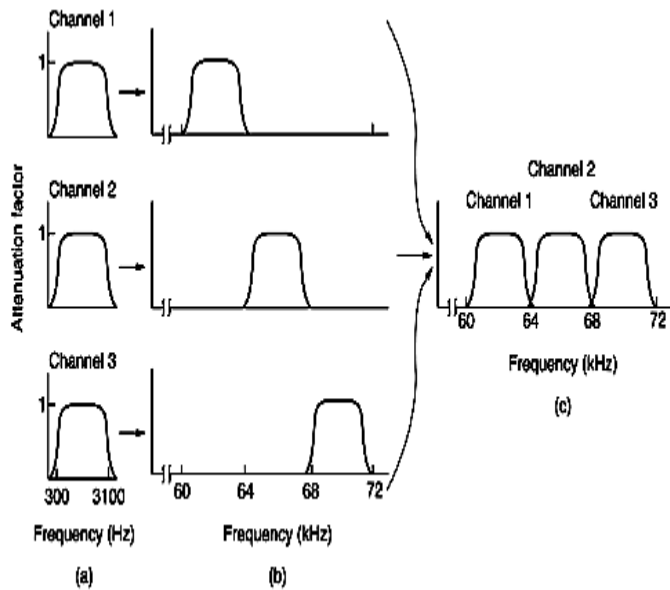 Channel 1
1
Attenuation factor
Channel 2
1
Channel 3
1
300 3100
60 64 68 72
Frequency (Hz)
Frequency (kHz)
(a)
(b)
Channel 2
Channel 1 Channel 3
60 64 68 72
Frequency (kHz)
(c)